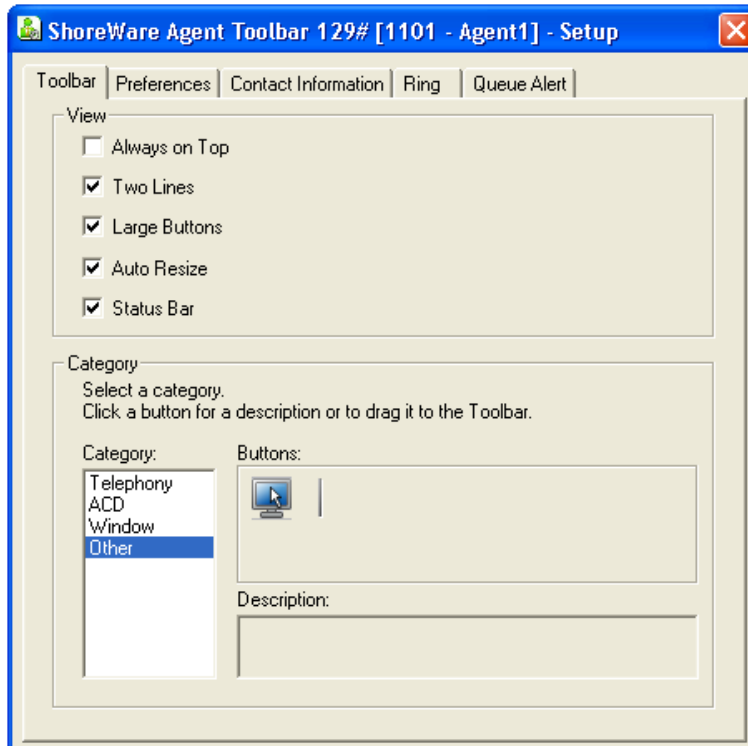 ShoreWare Agent Toolbar 129# [1101 - Agent1] - Setup
Toolbar Preferences Contact Information Ring Queue Alert
View
Always on Top
Two Lines
Large Buttons
Auto Resize
Status Bar
Category
Select a category.
Click a button for a description or to drag it to the Toolbar.
Category: Buttons:
Telephony
ACD
Window
Other
Description: